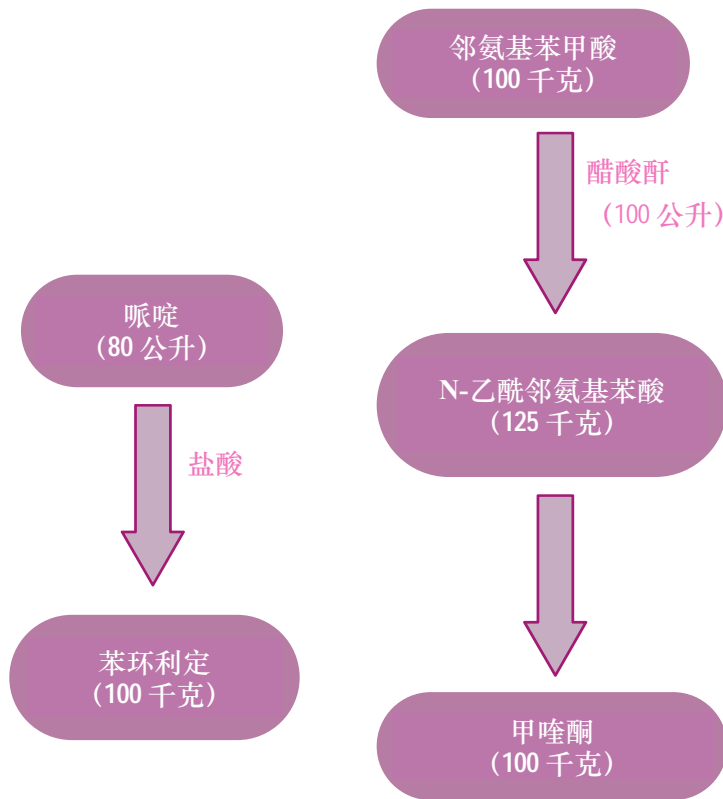 邻氨基苯甲酸
(100 千克)
醋酸酐
(100 公升)
哌啶
(80 公升)
N-乙酰邻氨基苯酸
(125 千克)
盐酸
苯环利定
(100 千克)
甲喹酮
(100 千克)